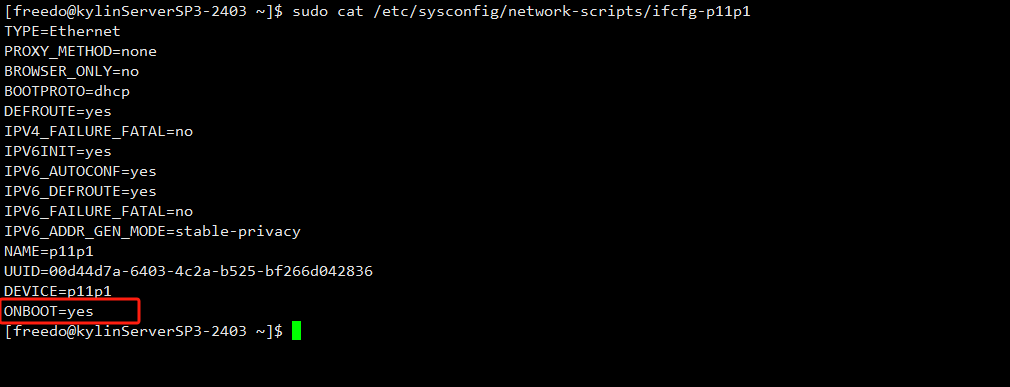 [freedo@kylinServerSP3-2403 ~]$ sudo cat /etc/sysconfig/network-scripts/ifcfg-p11p1
TYPE=Ethernet
PROXY_METHOD=none
BROWSER_ONLY=no
BOOTPROTO=dhcp
DEFROUTE=yes
IPV4_FAILURE_FATAL=no
IPV6INIT=yes
IPV6_AUTOCONF=yes
IPV6_DEFROUTE=yes
IPV6_FAILURE_FATAL=no
IPV6_ADDR_GEN_MODE=stable-privacy
NAME=p11p1
UUID=00d44d7a-6403-4c2a-b525-bf266d042836
DEVICE=p11p1
ONBOOT=yes
[freedo@kylinServerSP3-2403 ~]$